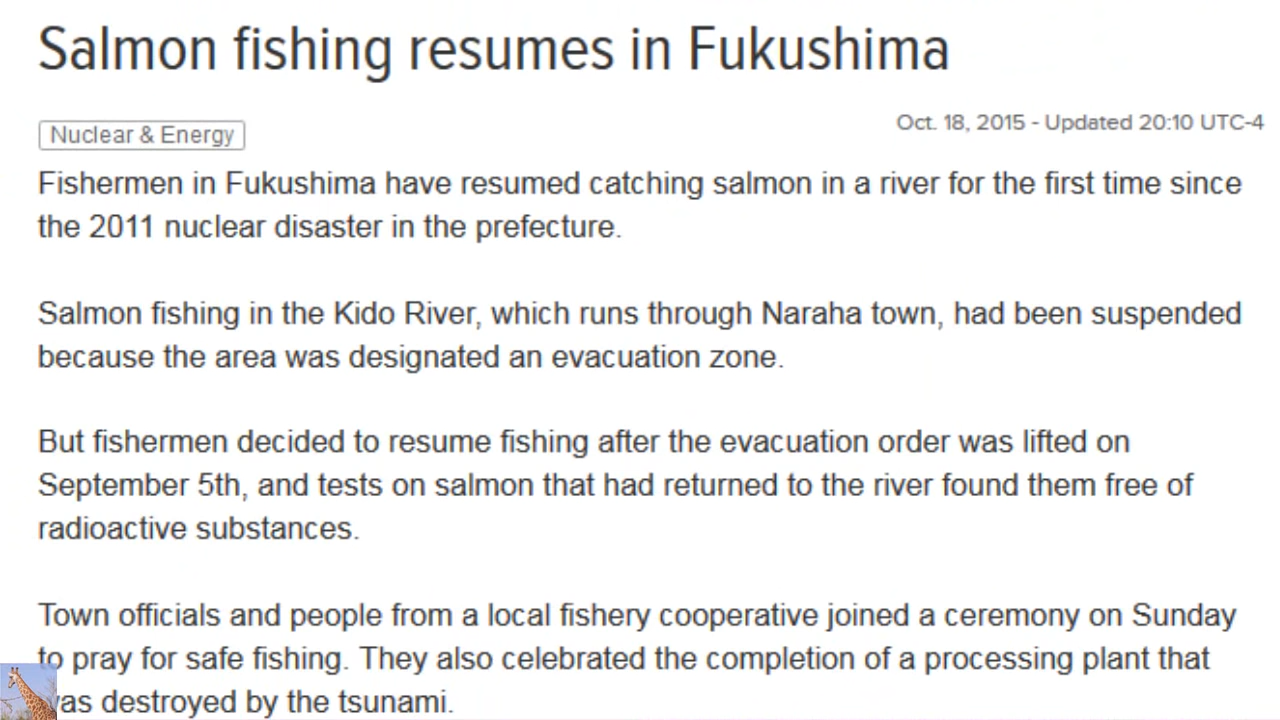 Salmon fishing resumes in Fukushima
Nuclear & Energy
Oct. 18, 2015 - Updated 20:10 UTC-4
Fishermen in Fukushima have resumed catching salmon in a river for the first time since
the 2011 nuclear disaster in the prefecture.
Salmon fishing in the Kido River, which runs through Naraha town, had been suspended
because the area was designated an evacuation zone.
But fishermen decided to resume fishing after the evacuation order was lifted on
September 5th, and tests on salmon that had returned to the river found them free of
radioactive substances.
Town officials and people from a local fishery cooperative joined a ceremony on Sunday
to pray for safe fishing. They also celebrated the completion of a processing plant that
was destroyed by the tsunami.